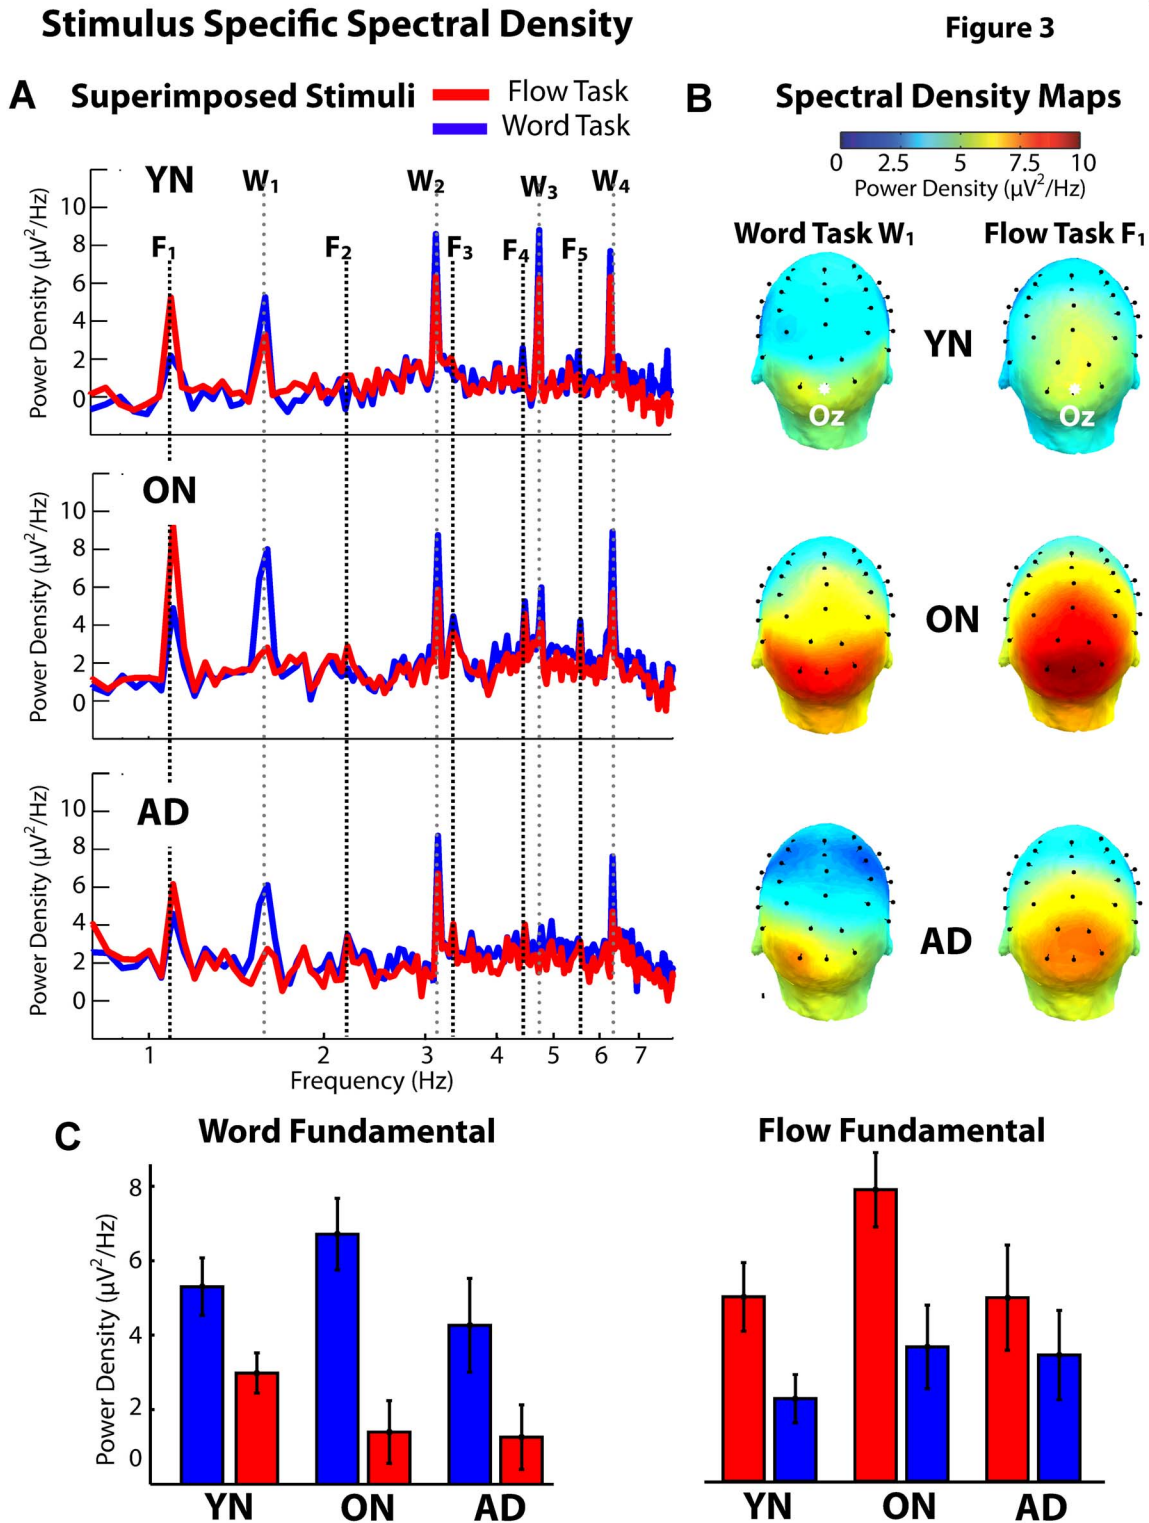 Stimulus Specific Spectral Density
Figure 3
A
Superimposed Stimuli
Flow Task
Word Task
B
Spectral Density Maps
0 2.5 5 7.5 10
Power Density (µV²/Hz)
Word Task W₁
Flow Task F₁
YN
W₁
W₂
W₃
W₄
F₁
F₂
F₃
F₄
F₅
Power Density (µV²/Hz)
10
8
6
4
2
0
YN
Oz
Oz
ON
Power Density (µV²/Hz)
10
8
6
4
2
0
ON
AD
Power Density (µV²/Hz)
10
8
6
4
2
0
AD
1 2 3 4 5 6 7
Frequency (Hz)
C
Word Fundamental
Flow Fundamental
Power Density (µV²/Hz)
8
6
4
2
0
YN ON AD
YN ON AD